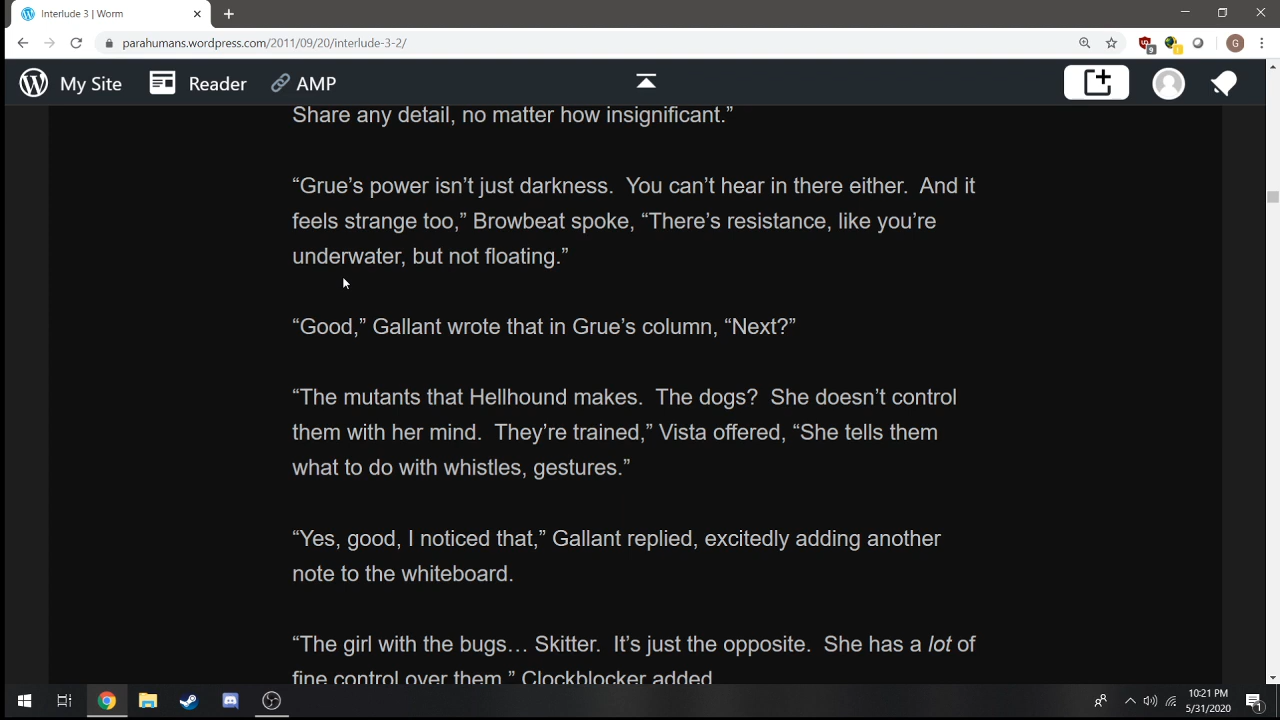 Interlude 3 | Worm
parahumans.wordpress.com/2011/09/20/interlude-3-2/
9
G
My Site
Reader
AMP
Share any detail, no matter how insignificant.”
“Grue’s power isn’t just darkness.  You can’t hear in there either.  And it
feels strange too,” Browbeat spoke, “There’s resistance, like you’re
underwater, but not floating.”
“Good,” Gallant wrote that in Grue’s column, “Next?”
“The mutants that Hellhound makes.  The dogs?  She doesn’t control
them with her mind.  They’re trained,” Vista offered, “She tells them
what to do with whistles, gestures.”
“Yes, good, I noticed that,” Gallant replied, excitedly adding another
note to the whiteboard.
“The girl with the bugs… Skitter.  It’s just the opposite.  She has a lot of
fine control over them,” Clockblocker added
10:21 PM
5/31/2020
1